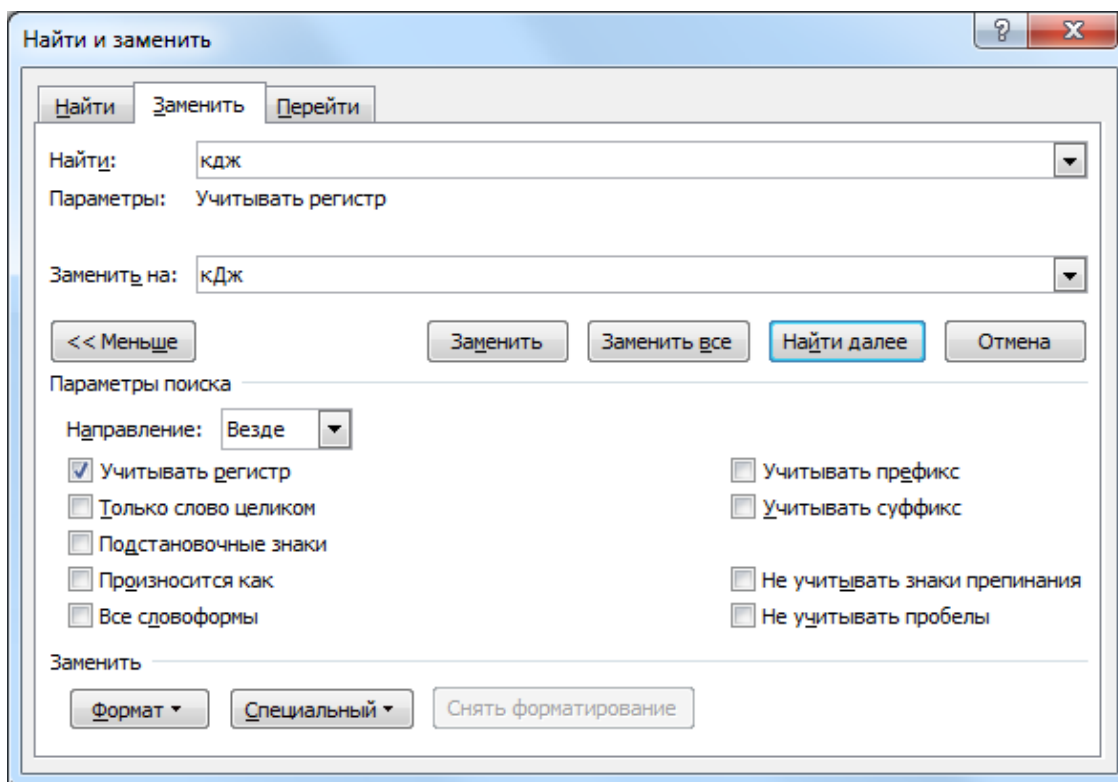 Найти и заменить
Найти Заменить Перейти
Найти: кдж
Параметры: Учитывать регистр
Заменить на: кДж
<< Меньше Заменить Заменить все Найти далее Отмена
Параметры поиска
Направление: Везде
Учитывать регистр Учитывать префикс
Только слово целиком Учитывать суффикс
Подстановочные знаки
Произносится как Не учитывать знаки препинания
Все словоформы Не учитывать пробелы
Заменить
Формат Специальный Снять форматирование